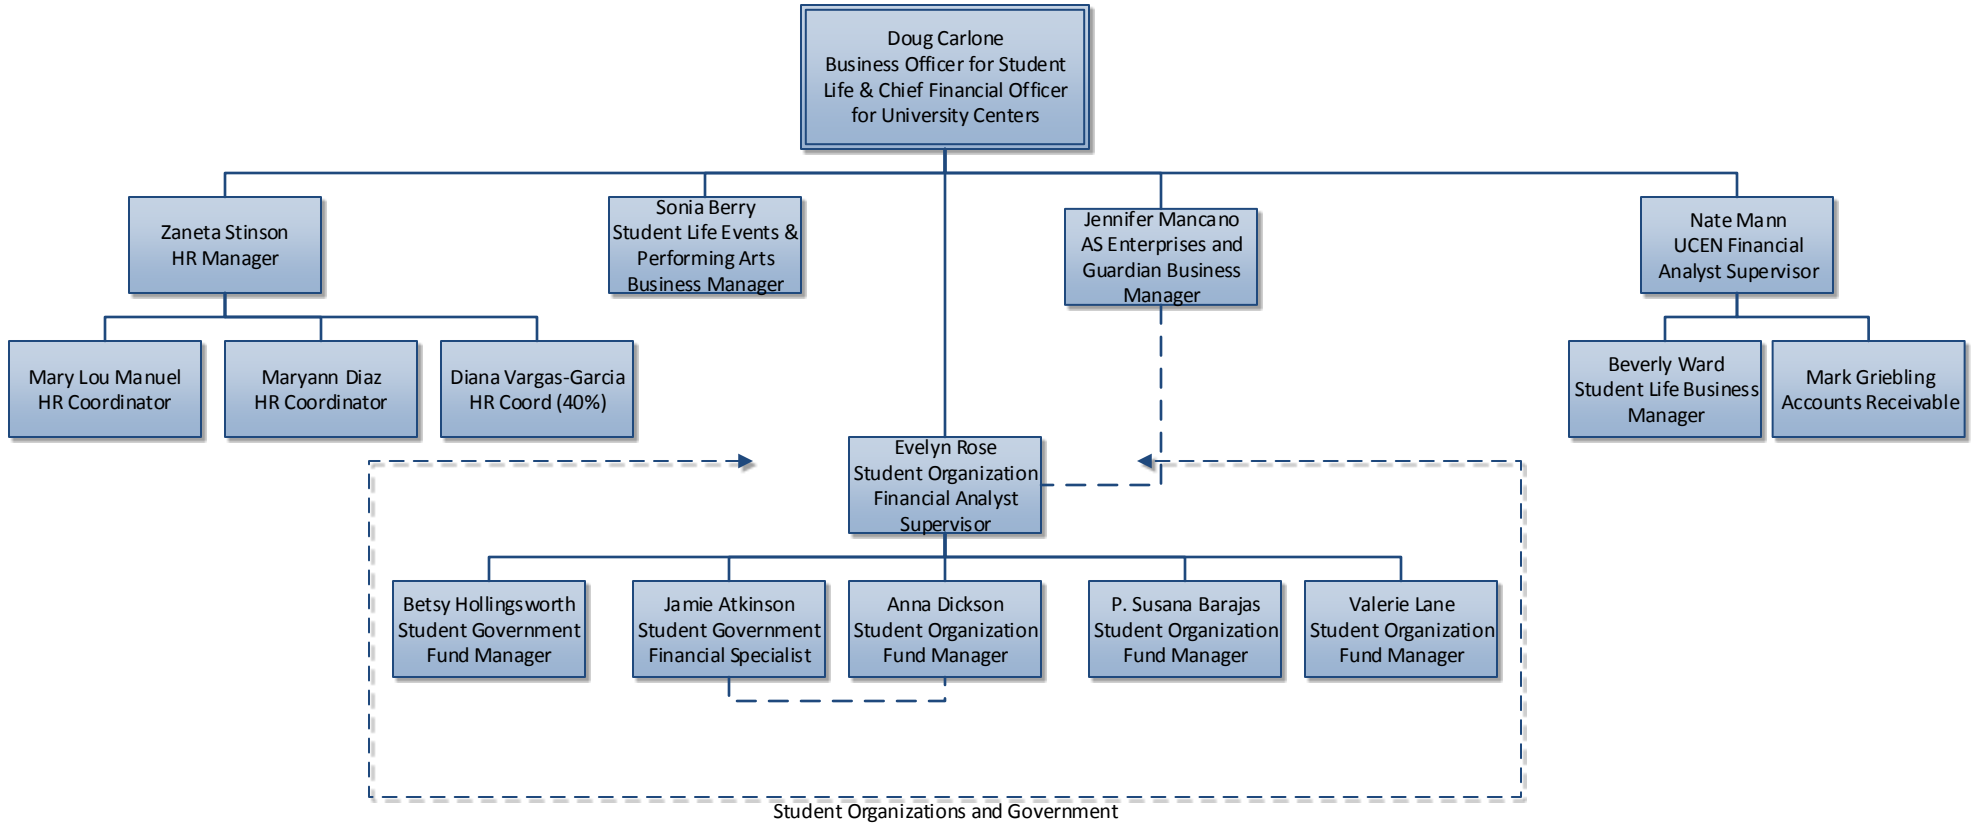 Doug Carlone
Business Officer for Student
Life & Chief Financial Officer
for University Centers
Zaneta Stinson
HR Manager
Sonia Berry
Student Life Events &
Performing Arts
Business Manager
Jennifer Mancano
AS Enterprises and
Guardian Business
Manager
Nate Mann
UCEN Financial
Analyst Supervisor
Mary Lou Manuel
HR Coordinator
Maryann Diaz
HR Coordinator
Diana Vargas-Garcia
HR Coord (40%)
Beverly Ward
Student Life Business
Manager
Mark Griebling
Accounts Receivable
Evelyn Rose
Student Organization
Financial Analyst
Supervisor
Betsy Hollingsworth
Student Government
Fund Manager
Jamie Atkinson
Student Government
Financial Specialist
Anna Dickson
Student Organization
Fund Manager
P. Susana Barajas
Student Organization
Fund Manager
Valerie Lane
Student Organization
Fund Manager
Student Organizations and Government